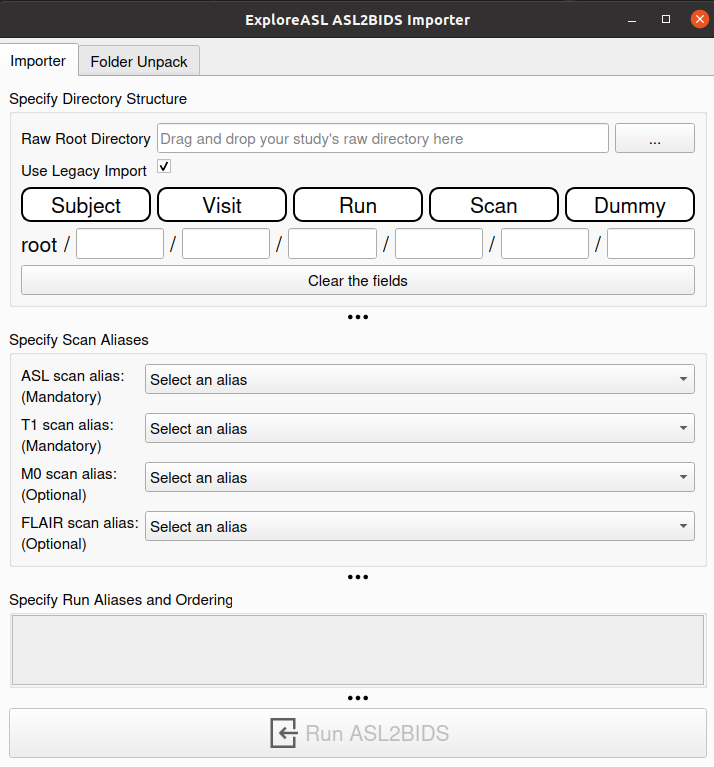 ExploreASL ASL2BIDS Importer
Importer Folder Unpack
Specify Directory Structure
Raw Root Directory Drag and drop your study's raw directory here ...
Use Legacy Import
Subject Visit Run Scan Dummy
root / / / / / /
Clear the fields
Specify Scan Aliases
ASL scan alias: Select an alias
(Mandatory)
T1 scan alias: Select an alias
(Mandatory)
M0 scan alias: Select an alias
(Optional)
FLAIR scan alias: Select an alias
(Optional)
Specify Run Aliases and Ordering
Run ASL2BIDS